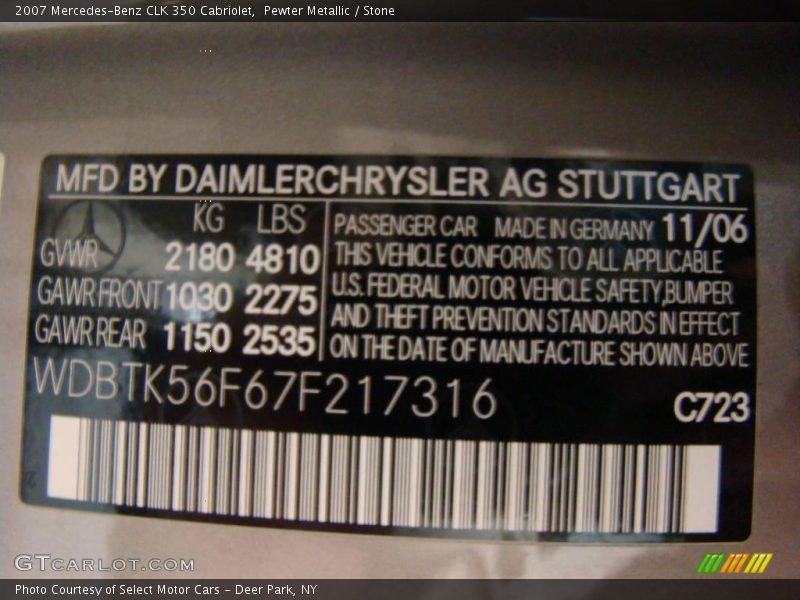 2007 Mercedes-Benz CLK 350 Cabriolet,  Pewter Metallic / Stone
MFD BY DAIMLERCHRYSLER AG STUTTGART
KG LBS
GVWR 2180 4810
GAWR FRONT 1030 2275
GAWR REAR 1150 2535
PASSENGER CAR MADE IN GERMANY 11/06
THIS VEHICLE CONFORMS TO ALL APPLICABLE
U.S. FEDERAL MOTOR VEHICLE SAFETY,BUMPER
AND THEFT PREVENTION STANDARDS IN EFFECT
ON THE DATE OF MANUFACTURE SHOWN ABOVE
WDBTK56F67F217316
C723
GTCARLOT.COM
Photo Courtesy of Select Motor Cars - Deer Park, NY